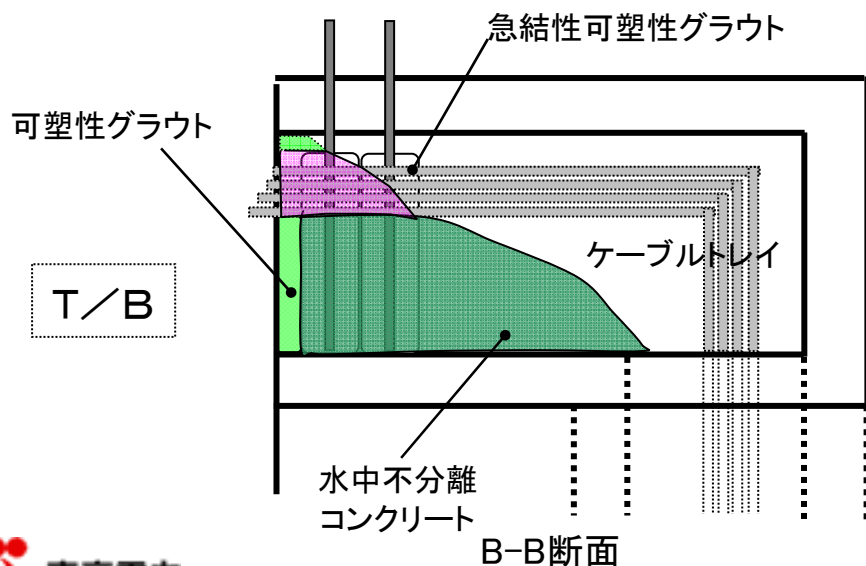 急結性可塑性グラウト
可塑性グラウト
ケーブルトレイ
T/B
水中不分離
コンクリート
B-B断面